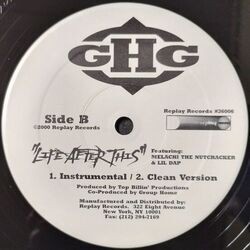 GHG
Replay Records #26006
Side B
©2000 Replay Records
"LIFE AFTER THIS"
Featuring:
MELACHI THE NUTCRACKER
& LIL DAP
1. Instrumental / 2. Clean Version
Produced by Top Billin' Productions
Co-Produced by Group Home
Manufactured and Distributed by:
Replay Records. 322 Eight Avenue
New York, NY 10001
Fax: (212) 294-2169